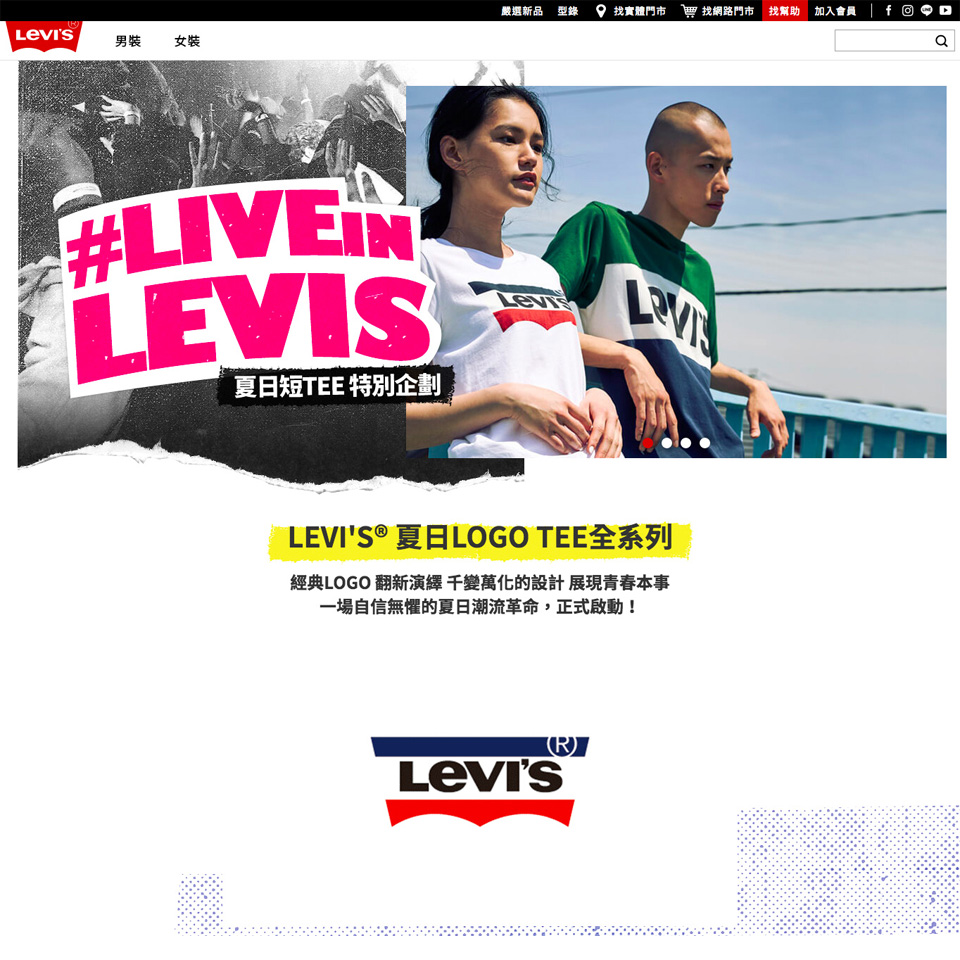 嚴選新品 型錄 找實體門市 找網路門市 找幫助 加入會員
LEVI'S®
男裝 女裝
#LIVEIN
LEVIS
夏日短TEE 特別企劃
LEVI'S
LEVI'S
LEVI'S® 夏日LOGO TEE全系列
經典LOGO 翻新演繹 千變萬化的設計 展現青春本事
一場自信無懼的夏日潮流革命，正式啟動！
LEVI'S®